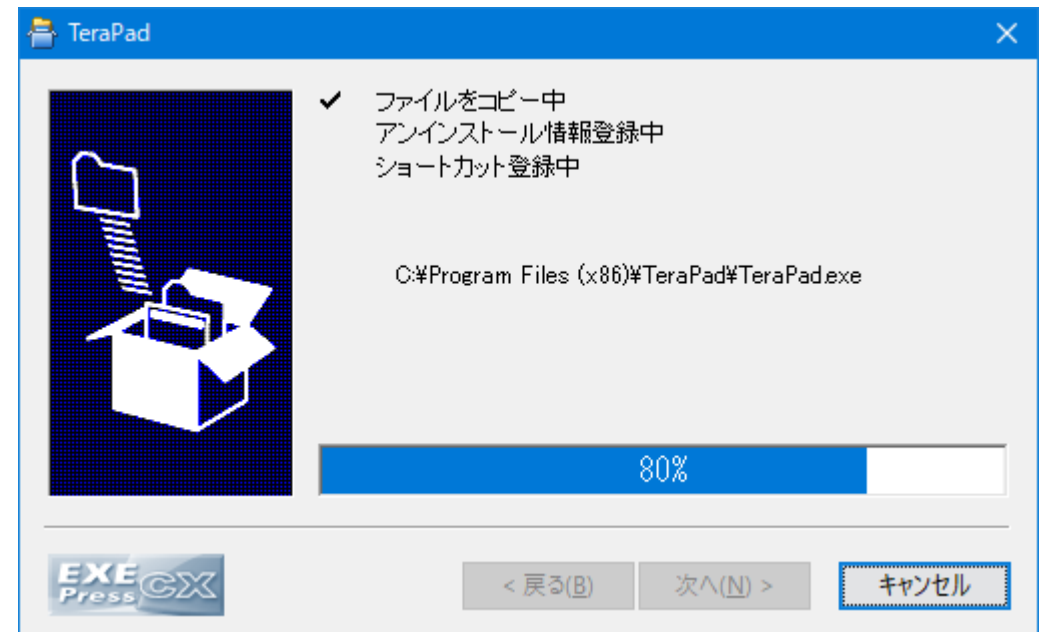 TeraPad
✔ ファイルをコピー中
アンインストール情報登録中
ショートカット登録中
C:¥Program Files (x86)¥TeraPad¥TeraPad.exe
80%
EXE
Press CX
< 戻る(B)
次へ(N) >
キャンセル